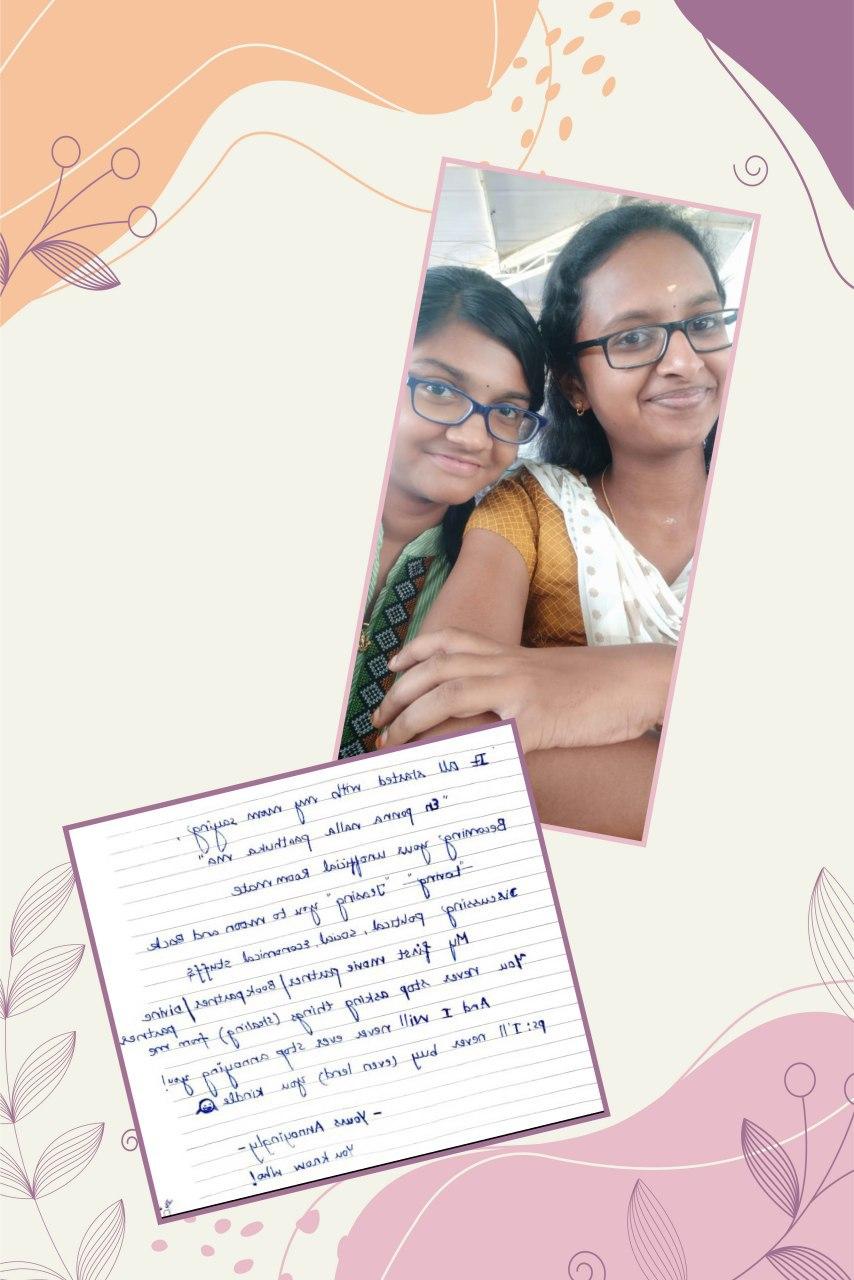 It all started with my mom saying,
"En ponna nalla paathuka ma"
Becoming your unofficial Roommate
"Loving" "Teasing" you to moon and Back
Discussing political, social, economical stuffs
My first movie partner/Book partner/Divine partner
You never stop asking things (stealing) from me
And I will never ever stop annoying you!
ps: I'll never buy (even lend) you kindle
- Yours Annoyingly -
You know who!